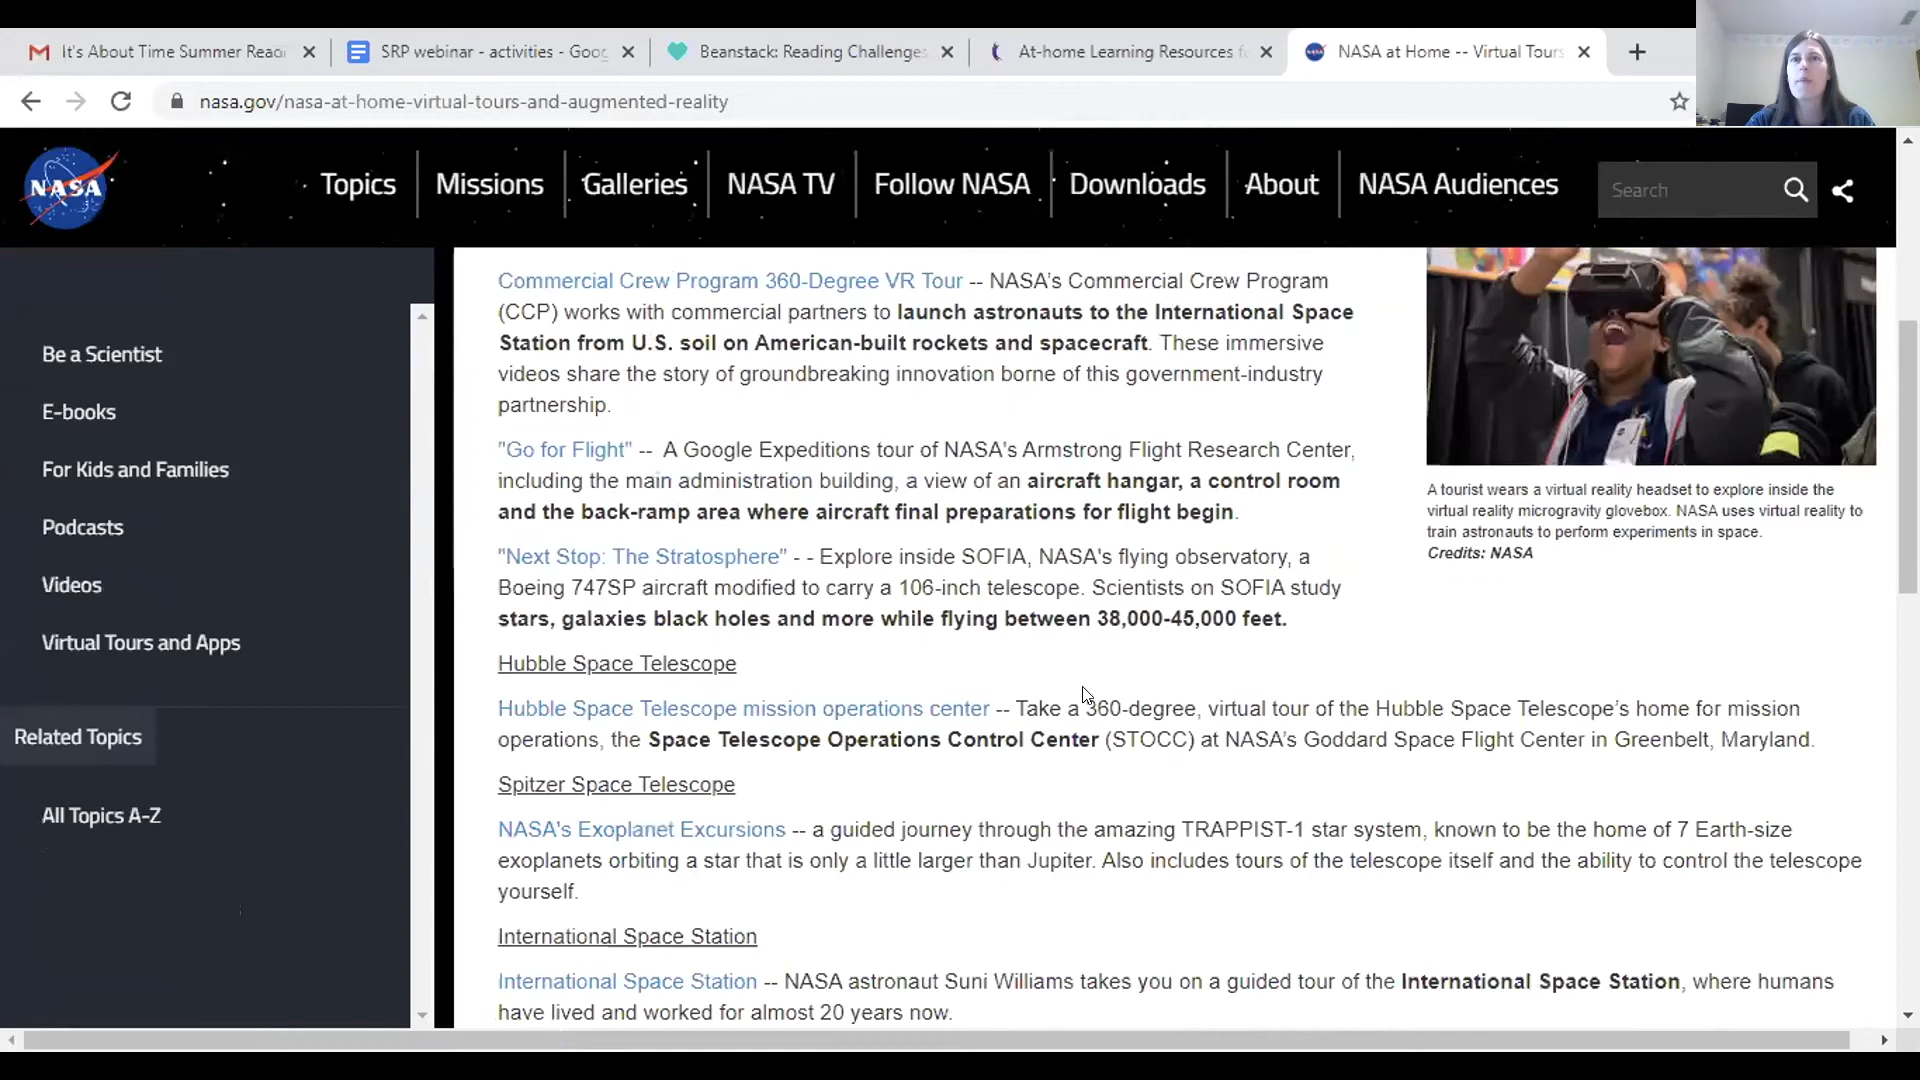 It's About Time Summer Readi
SRP webinar - activities - Goog
Beanstack: Reading Challenges
At-home Learning Resources f
NASA at Home -- Virtual Tours
nasa.gov/nasa-at-home-virtual-tours-and-augmented-reality
NASA
Topics
Missions
Galleries
NASA TV
Follow NASA
Downloads
About
NASA Audiences
Search
Be a Scientist
E-books
For Kids and Families
Podcasts
Videos
Virtual Tours and Apps
Related Topics
All Topics A-Z
Commercial Crew Program 360-Degree VR Tour -- NASA's Commercial Crew Program
(CCP) works with commercial partners to launch astronauts to the International Space
Station from U.S. soil on American-built rockets and spacecraft. These immersive
videos share the story of groundbreaking innovation borne of this government-industry
partnership.
"Go for Flight" -- A Google Expeditions tour of NASA's Armstrong Flight Research Center,
including the main administration building, a view of an aircraft hangar, a control room
and the back-ramp area where aircraft final preparations for flight begin.
"Next Stop: The Stratosphere" - - Explore inside SOFIA, NASA's flying observatory, a
Boeing 747SP aircraft modified to carry a 106-inch telescope. Scientists on SOFIA study
stars, galaxies black holes and more while flying between 38,000-45,000 feet.
Hubble Space Telescope
Hubble Space Telescope mission operations center -- Take a 360-degree, virtual tour of the Hubble Space Telescope's home for mission
operations, the Space Telescope Operations Control Center (STOCC) at NASA's Goddard Space Flight Center in Greenbelt, Maryland.
Spitzer Space Telescope
NASA's Exoplanet Excursions -- a guided journey through the amazing TRAPPIST-1 star system, known to be the home of 7 Earth-size
exoplanets orbiting a star that is only a little larger than Jupiter. Also includes tours of the telescope itself and the ability to control the telescope
yourself.
International Space Station
International Space Station -- NASA astronaut Suni Williams takes you on a guided tour of the International Space Station, where humans
have lived and worked for almost 20 years now.
A tourist wears a virtual reality headset to explore inside the
virtual reality microgravity glovebox. NASA uses virtual reality to
train astronauts to perform experiments in space.
Credits: NASA